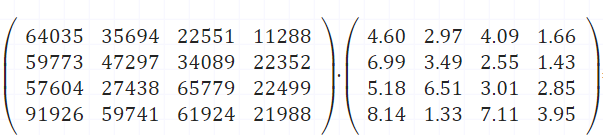 ( 64035 35694 22551 11288 ) . ( 4.60 2.97 4.09 1.66 )
( 59773 47297 34089 22352 ) ( 6.99 3.49 2.55 1.43 )
( 57604 27438 65779 22499 ) ( 5.18 6.51 3.01 2.85 )
( 91926 59741 61924 21988 ) ( 8.14 1.33 7.11 3.95 )